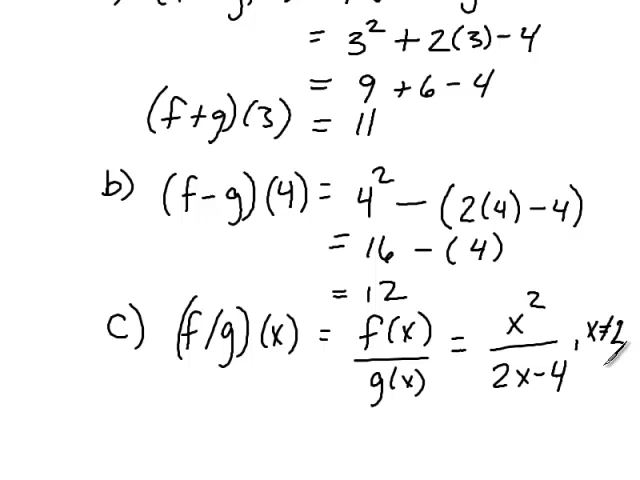 = 3² + 2(3) - 4
= 9 + 6 - 4
(f+g)(3) = 11
b) (f-g)(4) = 4² - (2(4) - 4)
= 16 - (4)
= 12
c) (f/g)(x) = f(x)/g(x) = x²/(2x-4), x≠2